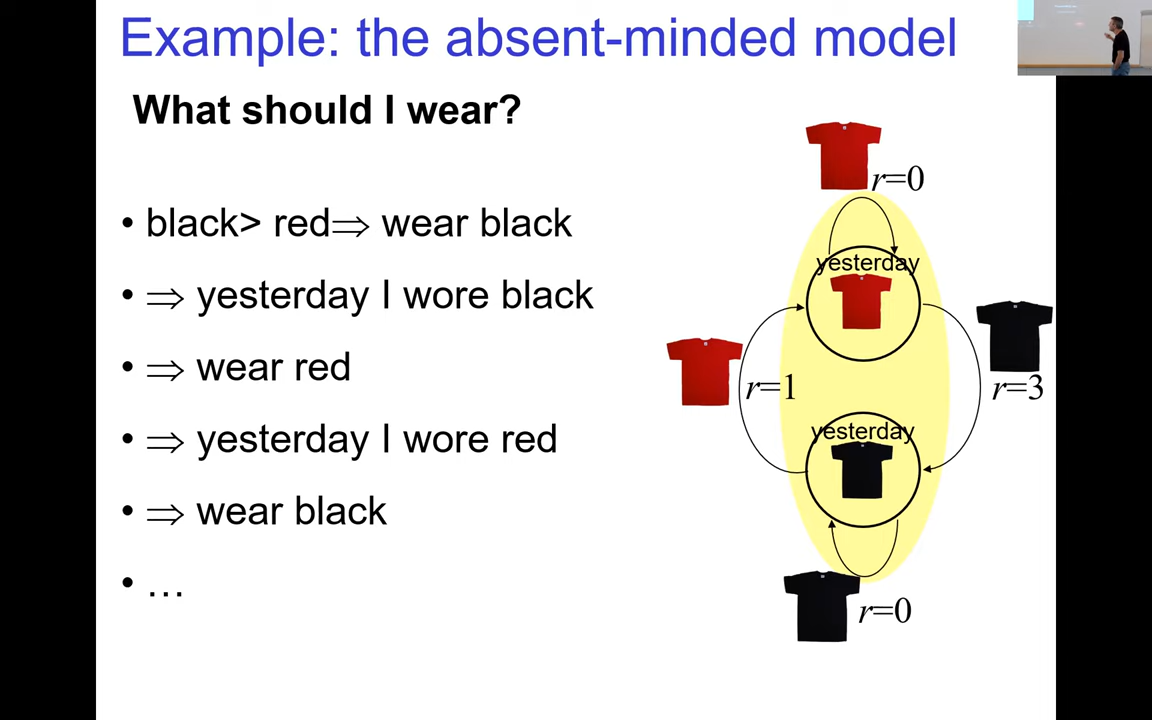 Example: the absent-minded model
What should I wear?
• black> red⇒ wear black
• ⇒ yesterday I wore black
• ⇒ wear red
• ⇒ yesterday I wore red
• ⇒ wear black
• …
r=0
yesterday
r=1
r=3
yesterday
r=0